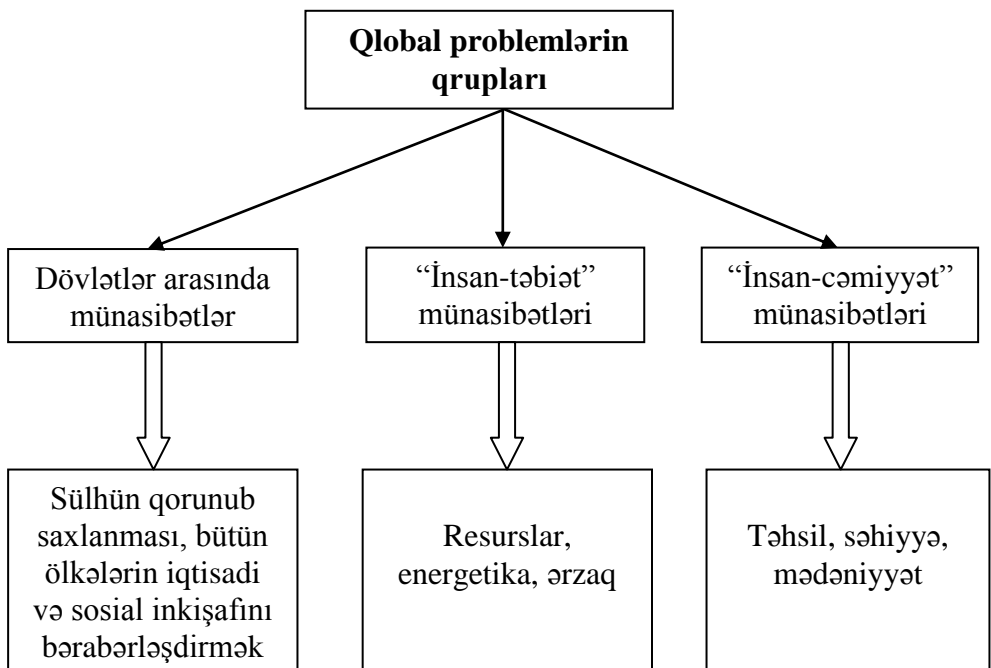 Qlobal problemlərin
qrupları
Dövlətlər arasında
münasibətlər
“İnsan-təbiət”
münasibətləri
“İnsan-cəmiyyət”
münasibətləri
Sülhün qorunub
saxlanması, bütün
ölkələrin iqtisadi
və sosial inkişafını
bərabərləşdirmək
Resurslar,
energetika, ərzaq
Təhsil, səhiyyə,
mədəniyyət